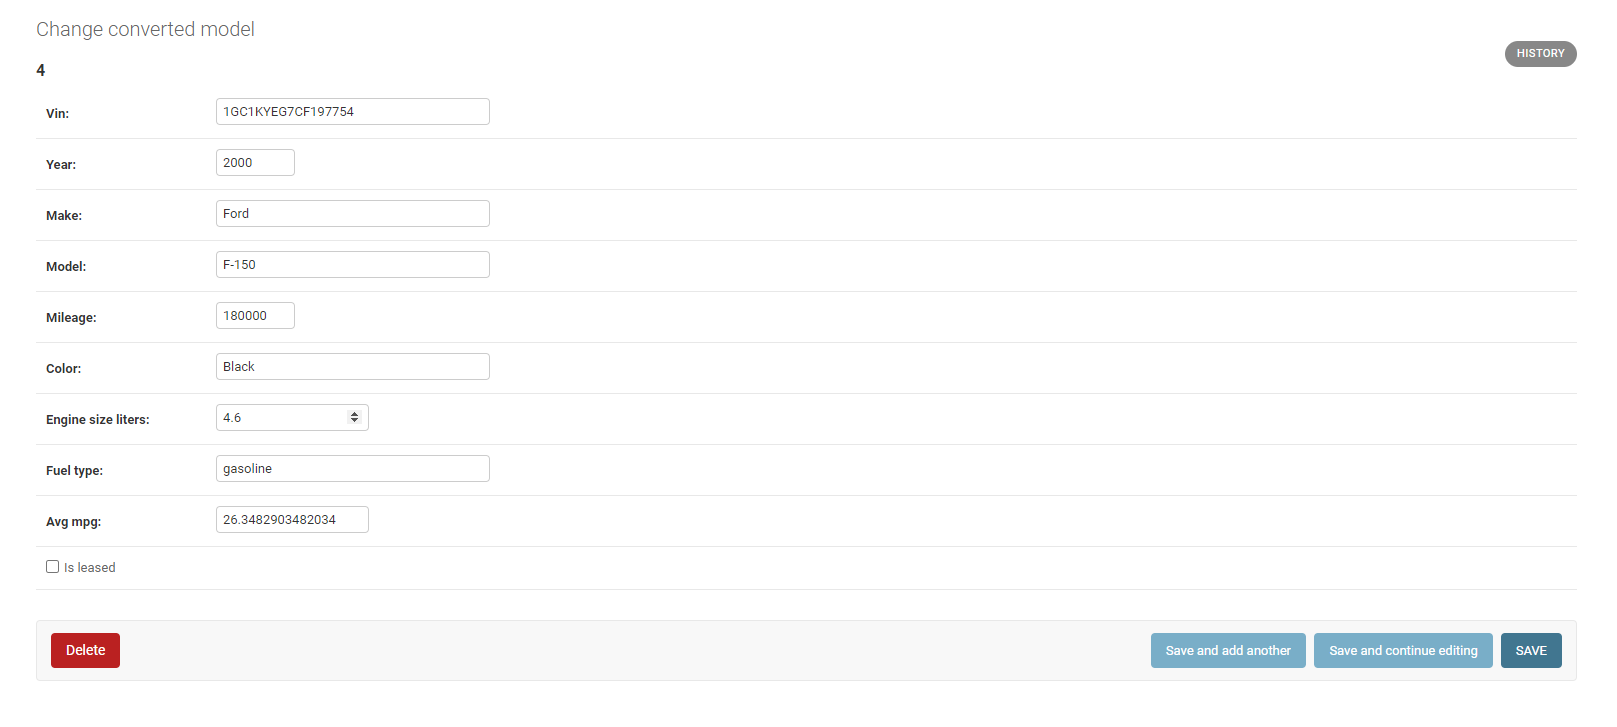 Change converted model
HISTORY
4
Vin: 1GC1KYEG7CF197754
Year: 2000
Make: Ford
Model: F-150
Mileage: 180000
Color: Black
Engine size liters: 4.6
Fuel type: gasoline
Avg mpg: 26.3482903482034
Is leased
Delete Save and add another Save and continue editing SAVE